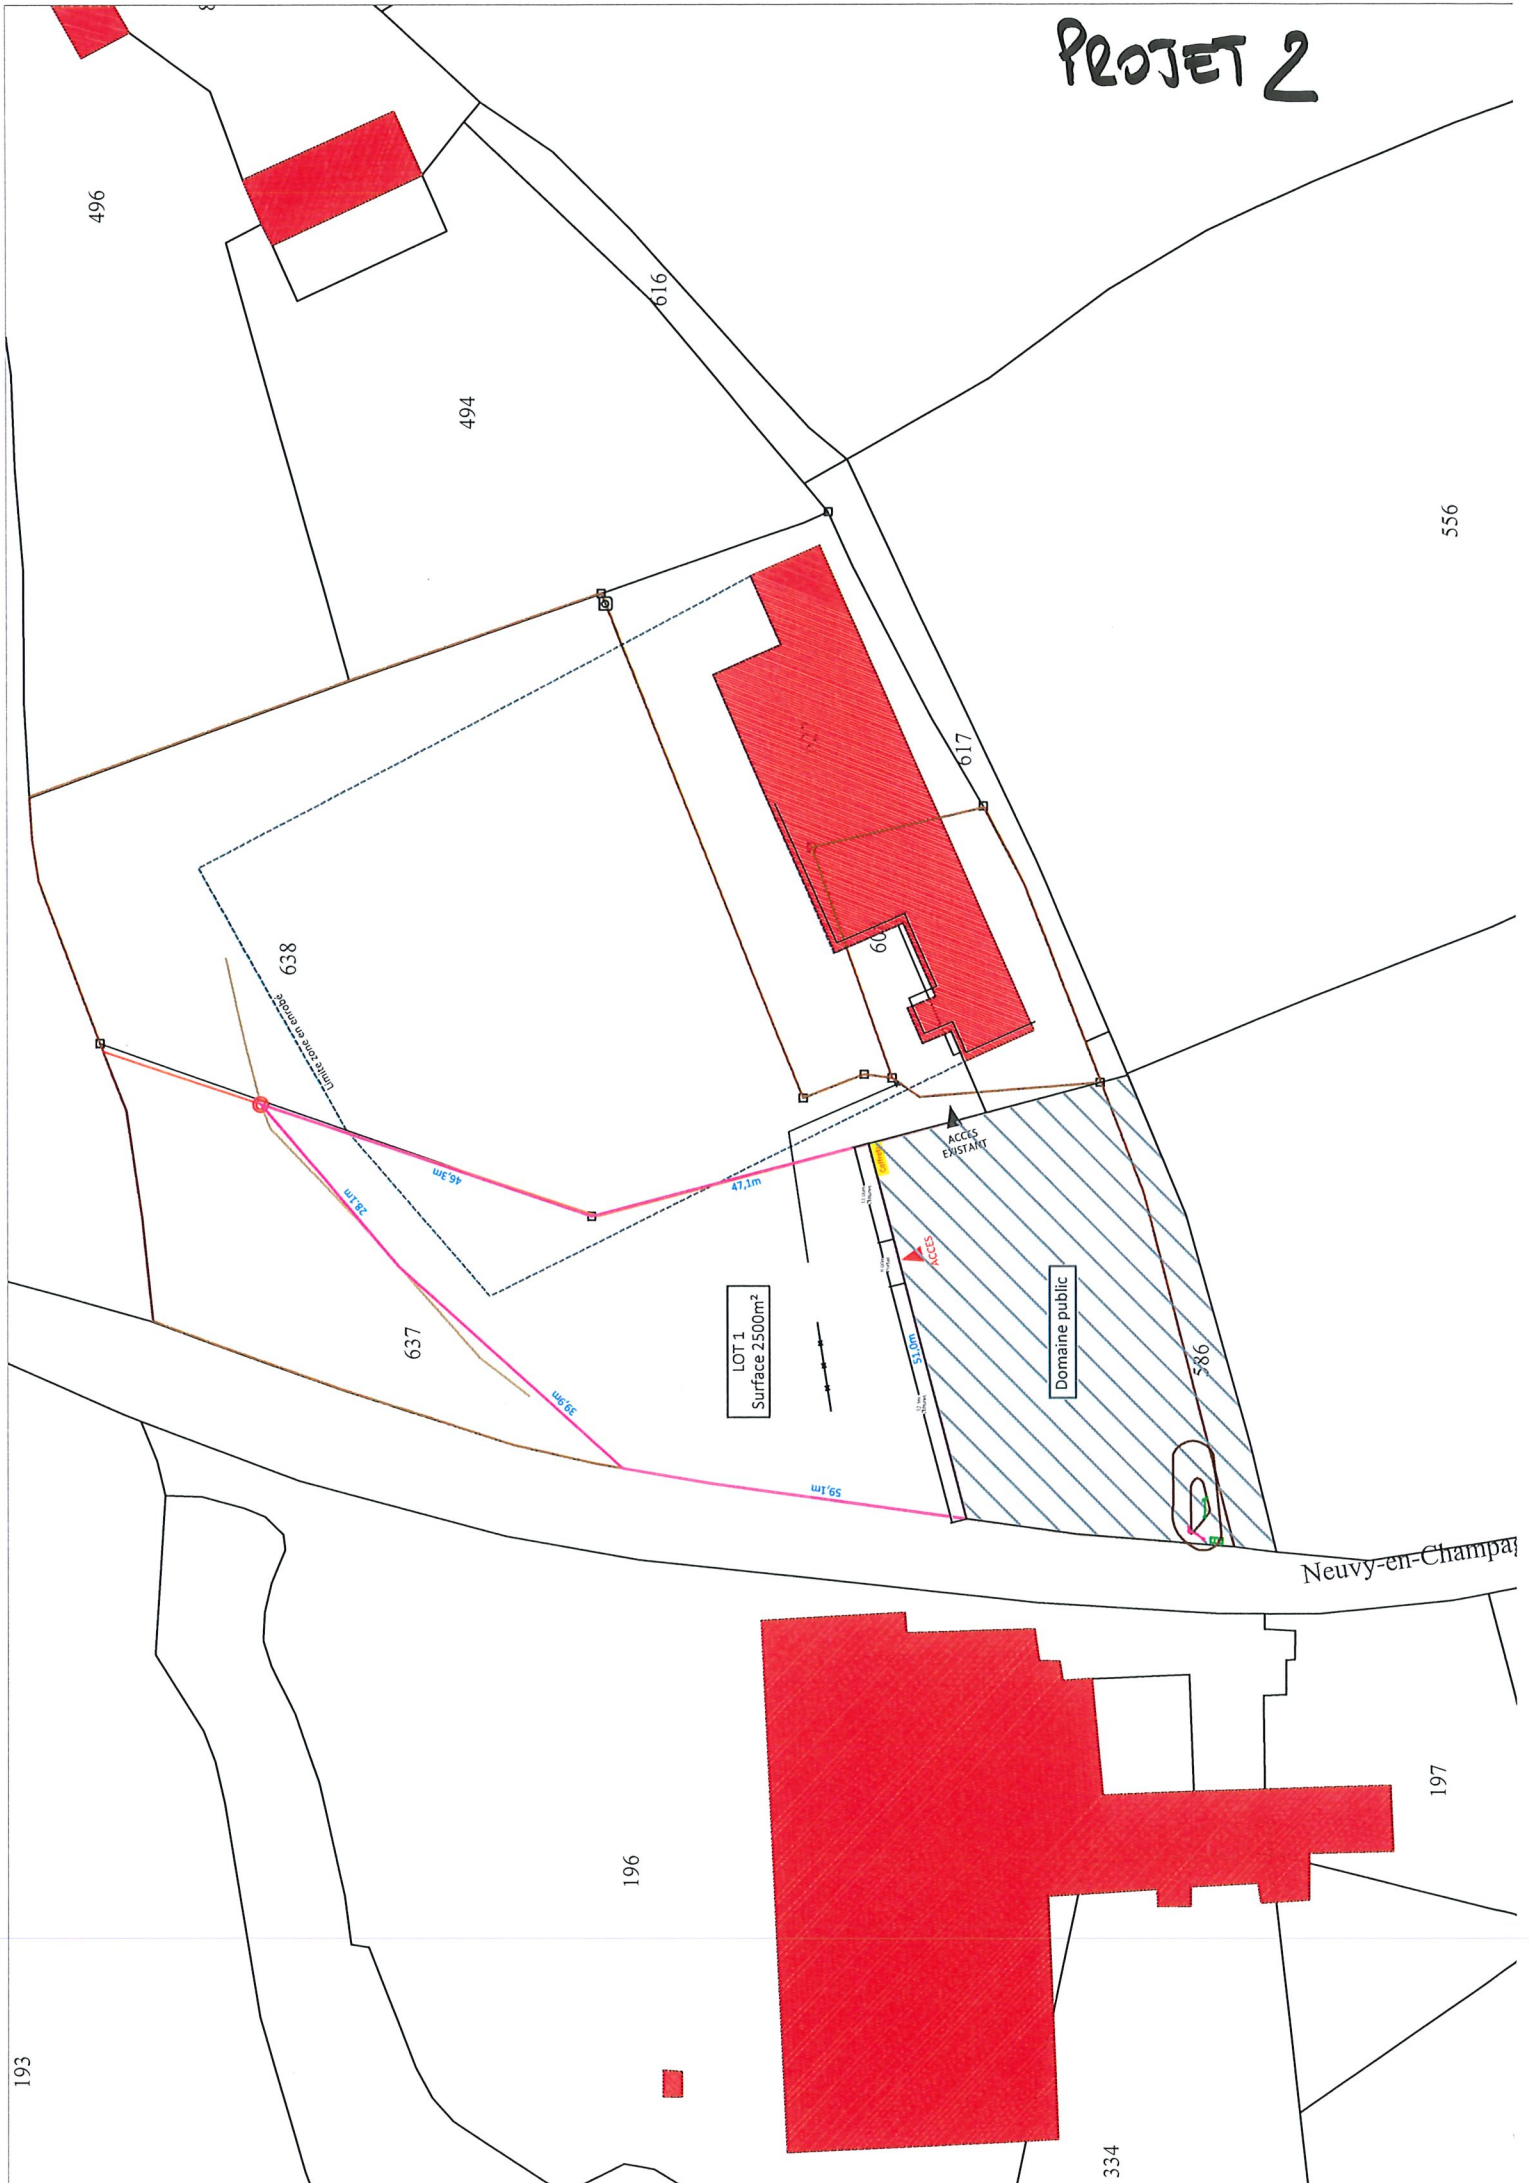 PROJET 2
496
616
494
556
617
638
Limite zone en enrobé
ACCES
EXISTANT
46,3m
47,1m
28,1m
Coffrets
ACCES
LOT 1
Surface 2500m²
51,0m
Domaine public
637
586
39,9m
59,1m
Neuvy-en-Champag
196
197
193
334